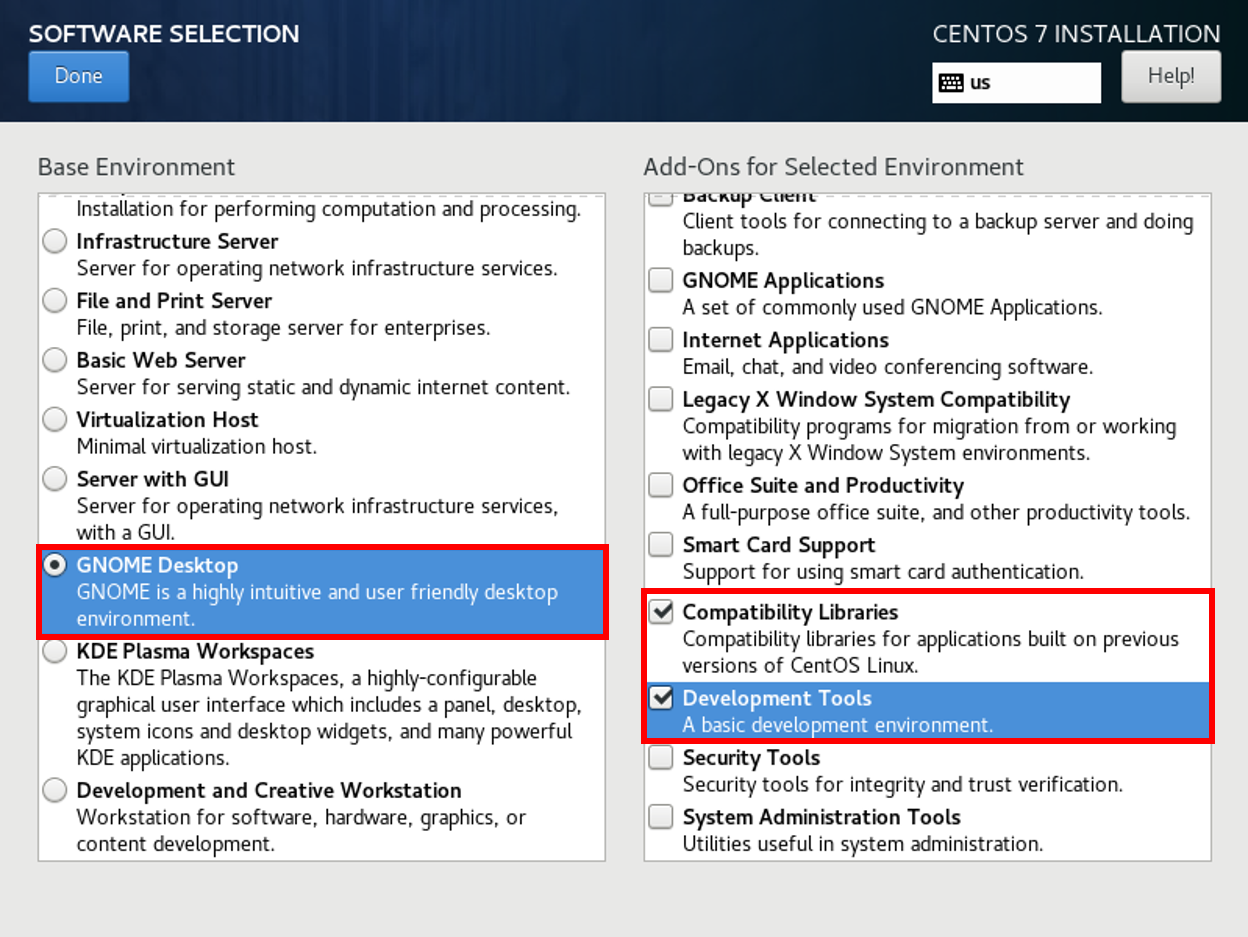 SOFTWARE SELECTION
CENTOS 7 INSTALLATION
Done
us
Help!
Base Environment
Installation for performing computation and processing.
Infrastructure Server
Server for operating network infrastructure services.
File and Print Server
File, print, and storage server for enterprises.
Basic Web Server
Server for serving static and dynamic internet content.
Virtualization Host
Minimal virtualization host.
Server with GUI
Server for operating network infrastructure services,
with a GUI.
GNOME Desktop
GNOME is a highly intuitive and user friendly desktop
environment.
KDE Plasma Workspaces
The KDE Plasma Workspaces, a highly-configurable
graphical user interface which includes a panel, desktop,
system icons and desktop widgets, and many powerful
KDE applications.
Development and Creative Workstation
Workstation for software, hardware, graphics, or
content development.
Add-Ons for Selected Environment
Backup Client
Client tools for connecting to a backup server and doing
backups.
GNOME Applications
A set of commonly used GNOME Applications.
Internet Applications
Email, chat, and video conferencing software.
Legacy X Window System Compatibility
Compatibility programs for migration from or working
with legacy X Window System environments.
Office Suite and Productivity
A full-purpose office suite, and other productivity tools.
Smart Card Support
Support for using smart card authentication.
Compatibility Libraries
Compatibility libraries for applications built on previous
versions of CentOS Linux.
Development Tools
A basic development environment.
Security Tools
Security tools for integrity and trust verification.
System Administration Tools
Utilities useful in system administration.